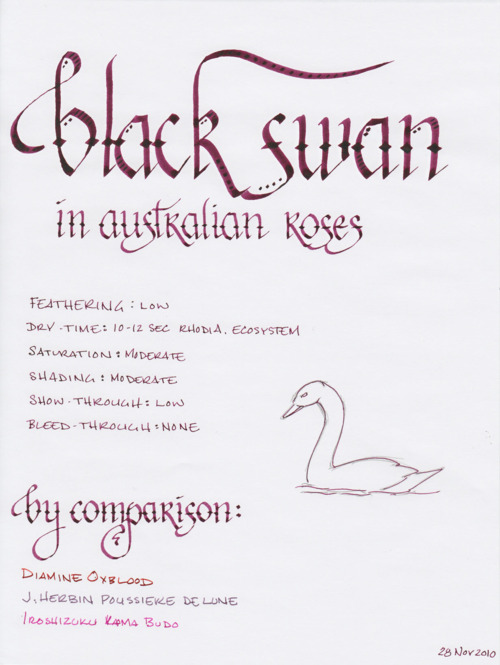 black swan
in australian roses
FEATHERING: LOW
DRY-TIME: 10-12 SEC RHODIA, ECOSYSTEM
SATURATION: MODERATE
SHADING: MODERATE
SHOW-THROUGH: LOW
BLEED-THROUGH: NONE
by comparison:
DIAMINE OXBLOOD
J. HERBIN POUSSIERE DE LUNE
IROSHIZUKU KAMA BUDO
28 NOV 2010